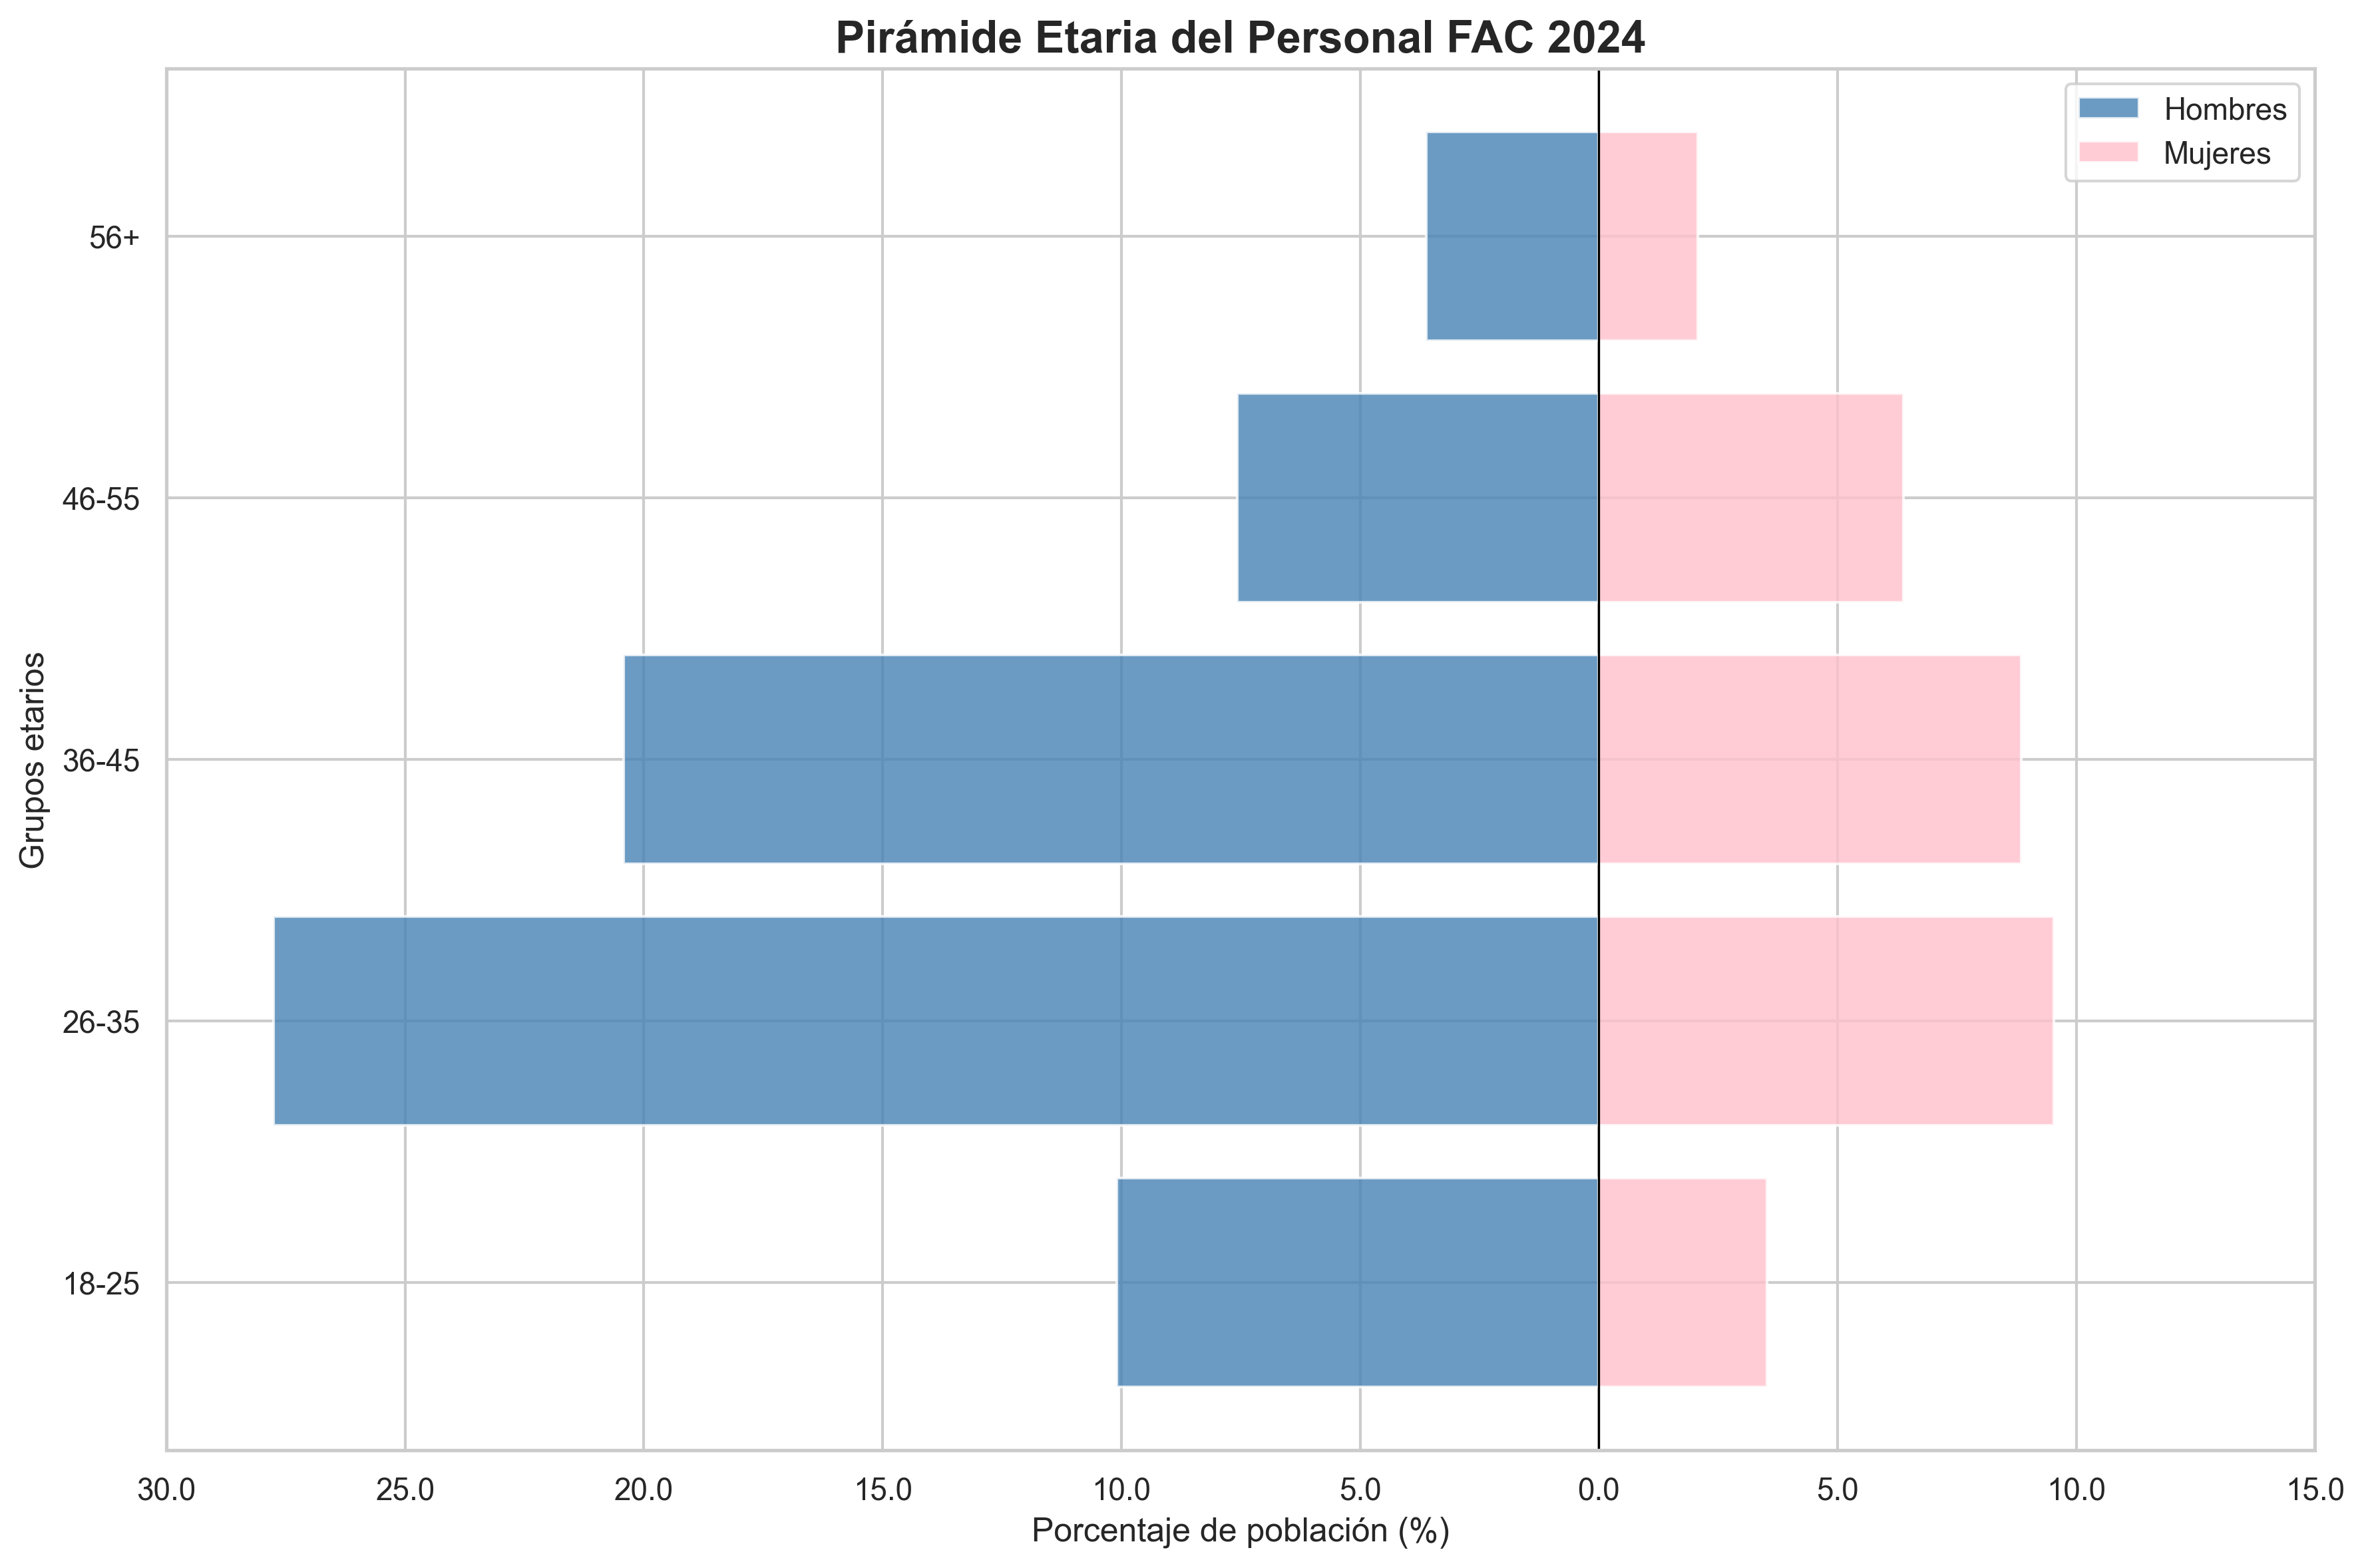 Pirámide Etaria del Personal FAC 2024
Hombres
Mujeres
56+
46-55
36-45
26-35
18-25
Grupos etarios
30.0 25.0 20.0 15.0 10.0 5.0 0.0 5.0 10.0 15.0
Porcentaje de población (%)